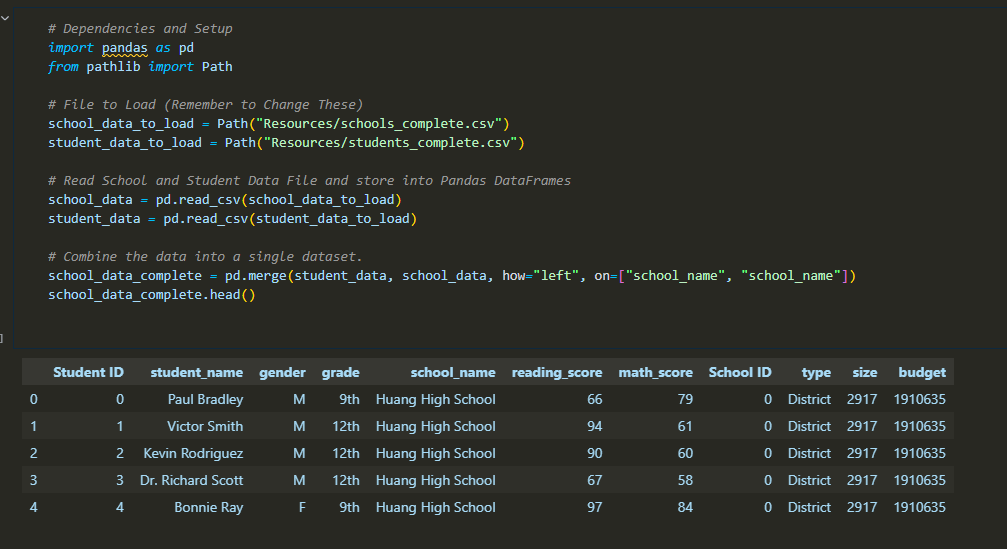 # Dependencies and Setup
import pandas as pd
from pathlib import Path
# File to Load (Remember to Change These)
school_data_to_load = Path("Resources/schools_complete.csv")
student_data_to_load = Path("Resources/students_complete.csv")
# Read School and Student Data File and store into Pandas DataFrames
school_data = pd.read_csv(school_data_to_load)
student_data = pd.read_csv(student_data_to_load)
# Combine the data into a single dataset.
school_data_complete = pd.merge(student_data, school_data, how="left", on=["school_name", "school_name"])
school_data_complete.head()
]
Student ID student_name gender grade school_name reading_score math_score School ID type size budget
0 0 Paul Bradley M 9th Huang High School 66 79 0 District 2917 1910635
1 1 Victor Smith M 12th Huang High School 94 61 0 District 2917 1910635
2 2 Kevin Rodriguez M 12th Huang High School 90 60 0 District 2917 1910635
3 3 Dr. Richard Scott M 12th Huang High School 67 58 0 District 2917 1910635
4 4 Bonnie Ray F 9th Huang High School 97 84 0 District 2917 1910635